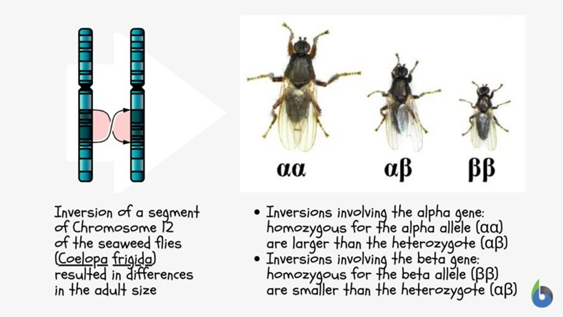 αα
αβ
ββ
Inversion of a segment
of Chromosome 12
of the seaweed flies
(Coelopa frigida)
resulted in differences
in the adult size
• Inversions involving the alpha gene:
homozygous for the alpha allele (αα)
are larger than the heterozygote (αβ)
• Inversions involving the beta gene:
homozygous for the beta allele (ββ)
are smaller than the heterozygote (αβ)